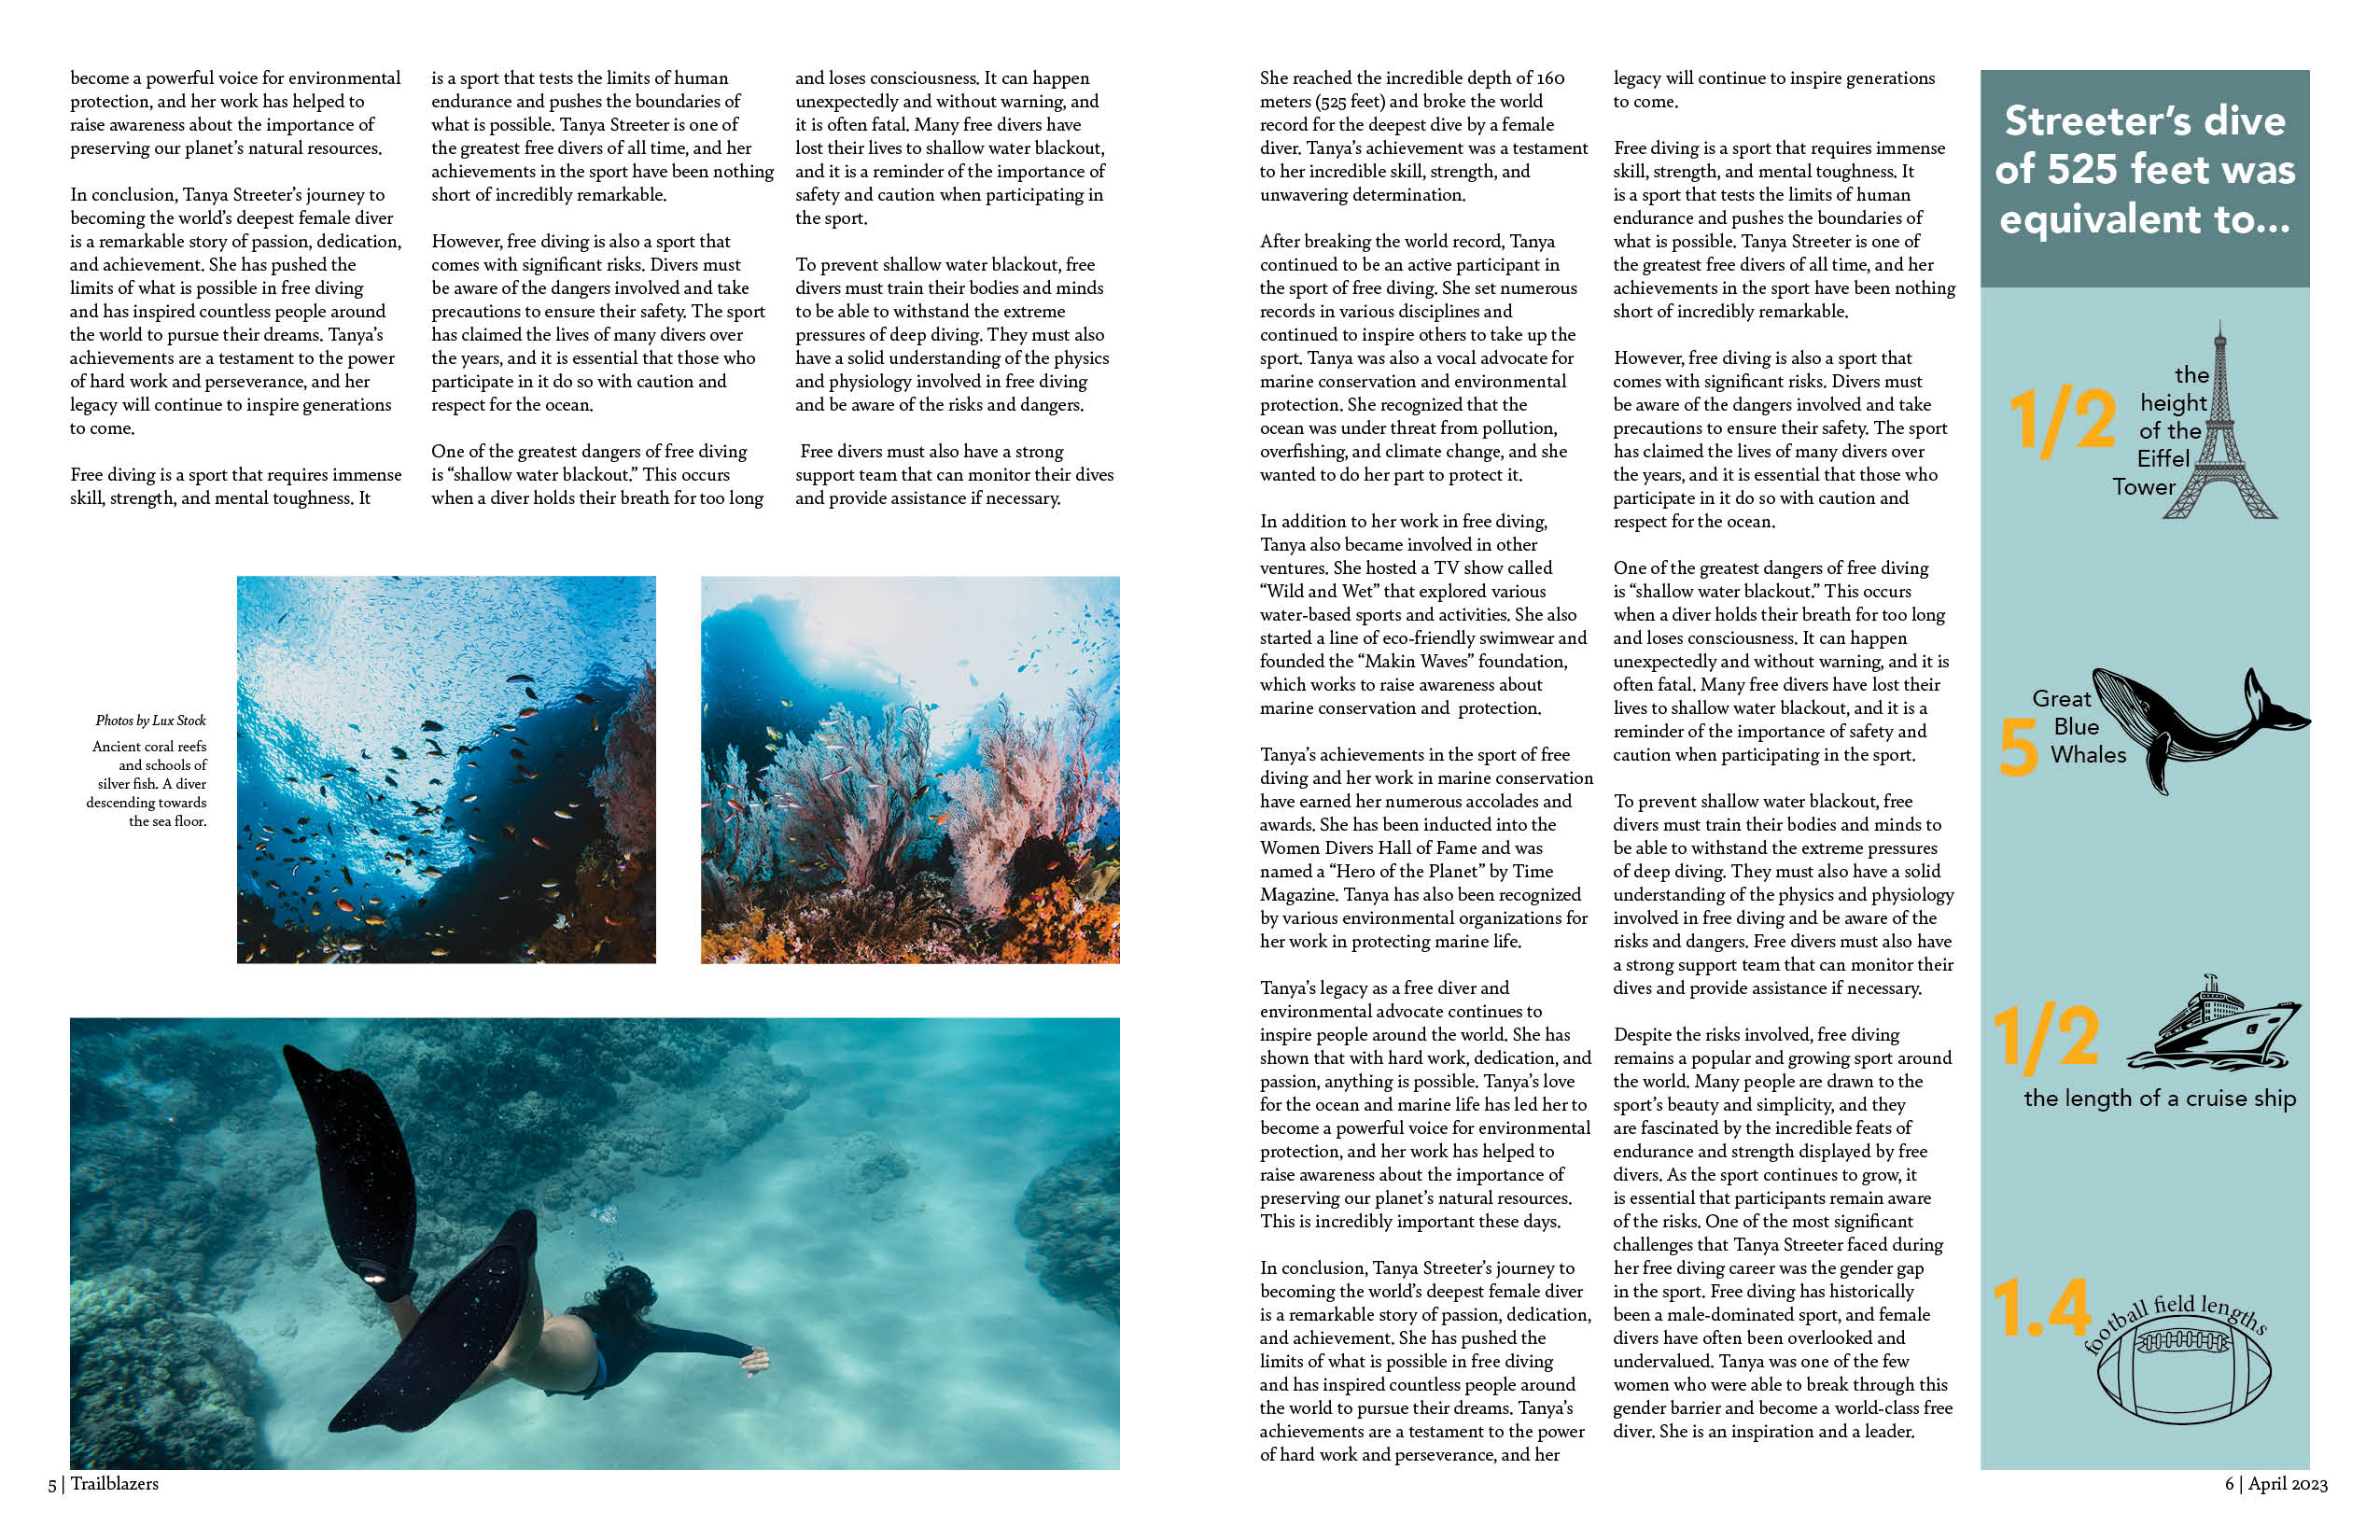 become a powerful voice for environmental
protection, and her work has helped to
raise awareness about the importance of
preserving our planet’s natural resources.
In conclusion, Tanya Streeter’s journey to
becoming the world’s deepest female diver
is a remarkable story of passion, dedication,
and achievement. She has pushed the
limits of what is possible in free diving
and has inspired countless people around
the world to pursue their dreams. Tanya’s
achievements are a testament to the power
of hard work and perseverance, and her
legacy will continue to inspire generations
to come.
Free diving is a sport that requires immense
skill, strength, and mental toughness. It
is a sport that tests the limits of human
endurance and pushes the boundaries of
what is possible. Tanya Streeter is one of
the greatest free divers of all time, and her
achievements in the sport have been nothing
short of incredibly remarkable.
However, free diving is also a sport that
comes with significant risks. Divers must
be aware of the dangers involved and take
precautions to ensure their safety. The sport
has claimed the lives of many divers over
the years, and it is essential that those who
participate in it do so with caution and
respect for the ocean.
One of the greatest dangers of free diving
is “shallow water blackout.” This occurs
when a diver holds their breath for too long
and loses consciousness. It can happen
unexpectedly and without warning, and
it is often fatal. Many free divers have
lost their lives to shallow water blackout,
and it is a reminder of the importance of
safety and caution when participating in
the sport.
To prevent shallow water blackout, free
divers must train their bodies and minds
to be able to withstand the extreme
pressures of deep diving. They must also
have a solid understanding of the physics
and physiology involved in free diving
and be aware of the risks and dangers.
Free divers must also have a strong
support team that can monitor their dives
and provide assistance if necessary.
Photos by Lux Stock
Ancient coral reefs
and schools of
silver fish. A diver
descending towards
the sea floor.
5 | Trailblazers
She reached the incredible depth of 160
meters (525 feet) and broke the world
record for the deepest dive by a female
diver. Tanya’s achievement was a testament
to her incredible skill, strength, and
unwavering determination.
After breaking the world record, Tanya
continued to be an active participant in
the sport of free diving. She set numerous
records in various disciplines and
continued to inspire others to take up the
sport. Tanya was also a vocal advocate for
marine conservation and environmental
protection. She recognized that the
ocean was under threat from pollution,
overfishing, and climate change, and she
wanted to do her part to protect it.
In addition to her work in free diving,
Tanya also became involved in other
ventures. She hosted a TV show called
“Wild and Wet” that explored various
water-based sports and activities. She also
started a line of eco-friendly swimwear and
founded the “Makin Waves” foundation,
which works to raise awareness about
marine conservation and protection.
Tanya’s achievements in the sport of free
diving and her work in marine conservation
have earned her numerous accolades and
awards. She has been inducted into the
Women Divers Hall of Fame and was
named a “Hero of the Planet” by Time
Magazine. Tanya has also been recognized
by various environmental organizations for
her work in protecting marine life.
Tanya’s legacy as a free diver and
environmental advocate continues to
inspire people around the world. She has
shown that with hard work, dedication, and
passion, anything is possible. Tanya’s love
for the ocean and marine life has led her to
become a powerful voice for environmental
protection, and her work has helped to
raise awareness about the importance of
preserving our planet’s natural resources.
This is incredibly important these days.
In conclusion, Tanya Streeter’s journey to
becoming the world’s deepest female diver
is a remarkable story of passion, dedication,
and achievement. She has pushed the
limits of what is possible in free diving
and has inspired countless people around
the world to pursue their dreams. Tanya’s
achievements are a testament to the power
of hard work and perseverance, and her
legacy will continue to inspire generations
to come.
Free diving is a sport that requires immense
skill, strength, and mental toughness. It
is a sport that tests the limits of human
endurance and pushes the boundaries of
what is possible. Tanya Streeter is one of
the greatest free divers of all time, and her
achievements in the sport have been nothing
short of incredibly remarkable.
However, free diving is also a sport that
comes with significant risks. Divers must
be aware of the dangers involved and take
precautions to ensure their safety. The sport
has claimed the lives of many divers over
the years, and it is essential that those who
participate in it do so with caution and
respect for the ocean.
One of the greatest dangers of free diving
is “shallow water blackout.” This occurs
when a diver holds their breath for too long
and loses consciousness. It can happen
unexpectedly and without warning, and it is
often fatal. Many free divers have lost their
lives to shallow water blackout, and it is a
reminder of the importance of safety and
caution when participating in the sport.
To prevent shallow water blackout, free
divers must train their bodies and minds to
be able to withstand the extreme pressures
of deep diving. They must also have a solid
understanding of the physics and physiology
involved in free diving and be aware of the
risks and dangers. Free divers must also have
a strong support team that can monitor their
dives and provide assistance if necessary.
Despite the risks involved, free diving
remains a popular and growing sport around
the world. Many people are drawn to the
sport’s beauty and simplicity, and they
are fascinated by the incredible feats of
endurance and strength displayed by free
divers. As the sport continues to grow, it
is essential that participants remain aware
of the risks. One of the most significant
challenges that Tanya Streeter faced during
her free diving career was the gender gap
in the sport. Free diving has historically
been a male-dominated sport, and female
divers have often been overlooked and
undervalued. Tanya was one of the few
women who were able to break through this
gender barrier and become a world-class free
diver. She is an inspiration and a leader.
Streeter’s dive
of 525 feet was
equivalent to...
1/2
the
height
of the
Eiffel
Tower
5
Great
Blue
Whales
1/2
the length of a cruise ship
1.4
football field lengths
6 | April 2023